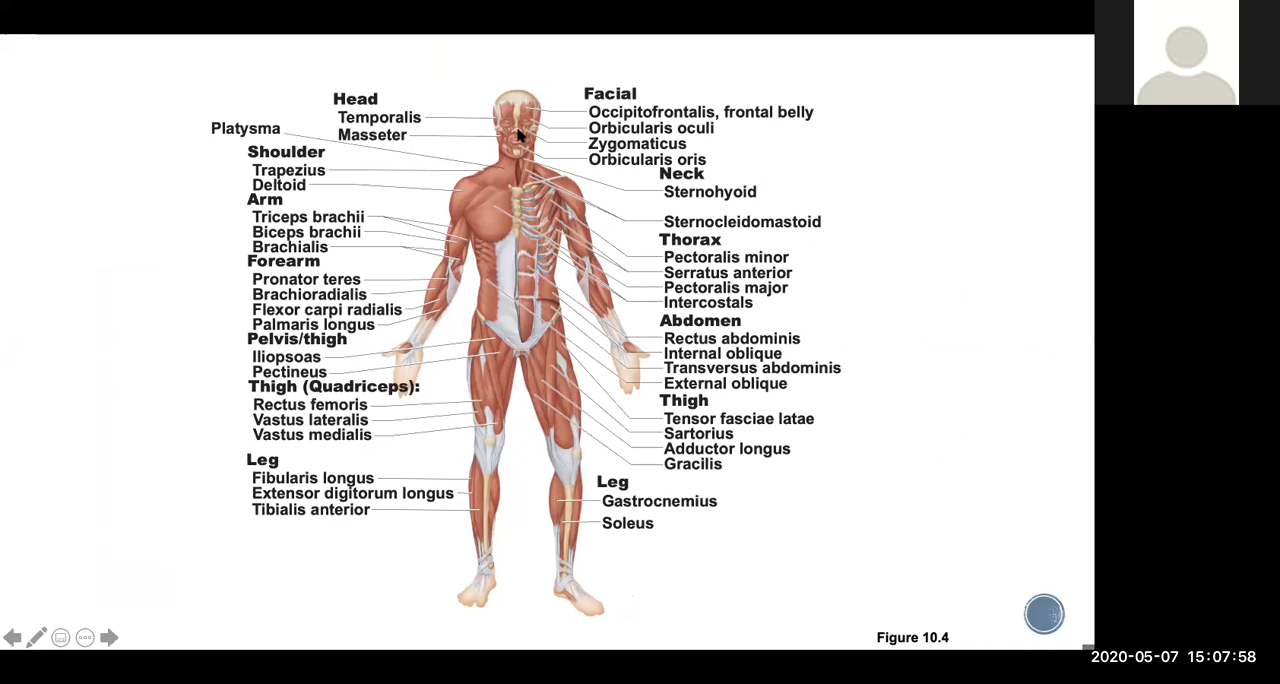 Head
Temporalis
Masseter
Platysma
Shoulder
Trapezius
Deltoid
Arm
Triceps brachii
Biceps brachii
Brachialis
Forearm
Pronator teres
Brachioradialis
Flexor carpi radialis
Palmaris longus
Pelvis/thigh
Iliopsoas
Pectineus
Thigh (Quadriceps):
Rectus femoris
Vastus lateralis
Vastus medialis
Leg
Fibularis longus
Extensor digitorum longus
Tibialis anterior
Facial
Occipitofrontalis, frontal belly
Orbicularis oculi
Zygomaticus
Orbicularis oris
Neck
Sternohyoid
Sternocleidomastoid
Thorax
Pectoralis minor
Serratus anterior
Pectoralis major
Intercostals
Abdomen
Rectus abdominis
Internal oblique
Transversus abdominis
External oblique
Thigh
Tensor fasciae latae
Sartorius
Adductor longus
Gracilis
Leg
Gastrocnemius
Soleus
Figure 10.4
2020-05-07 15:07:58